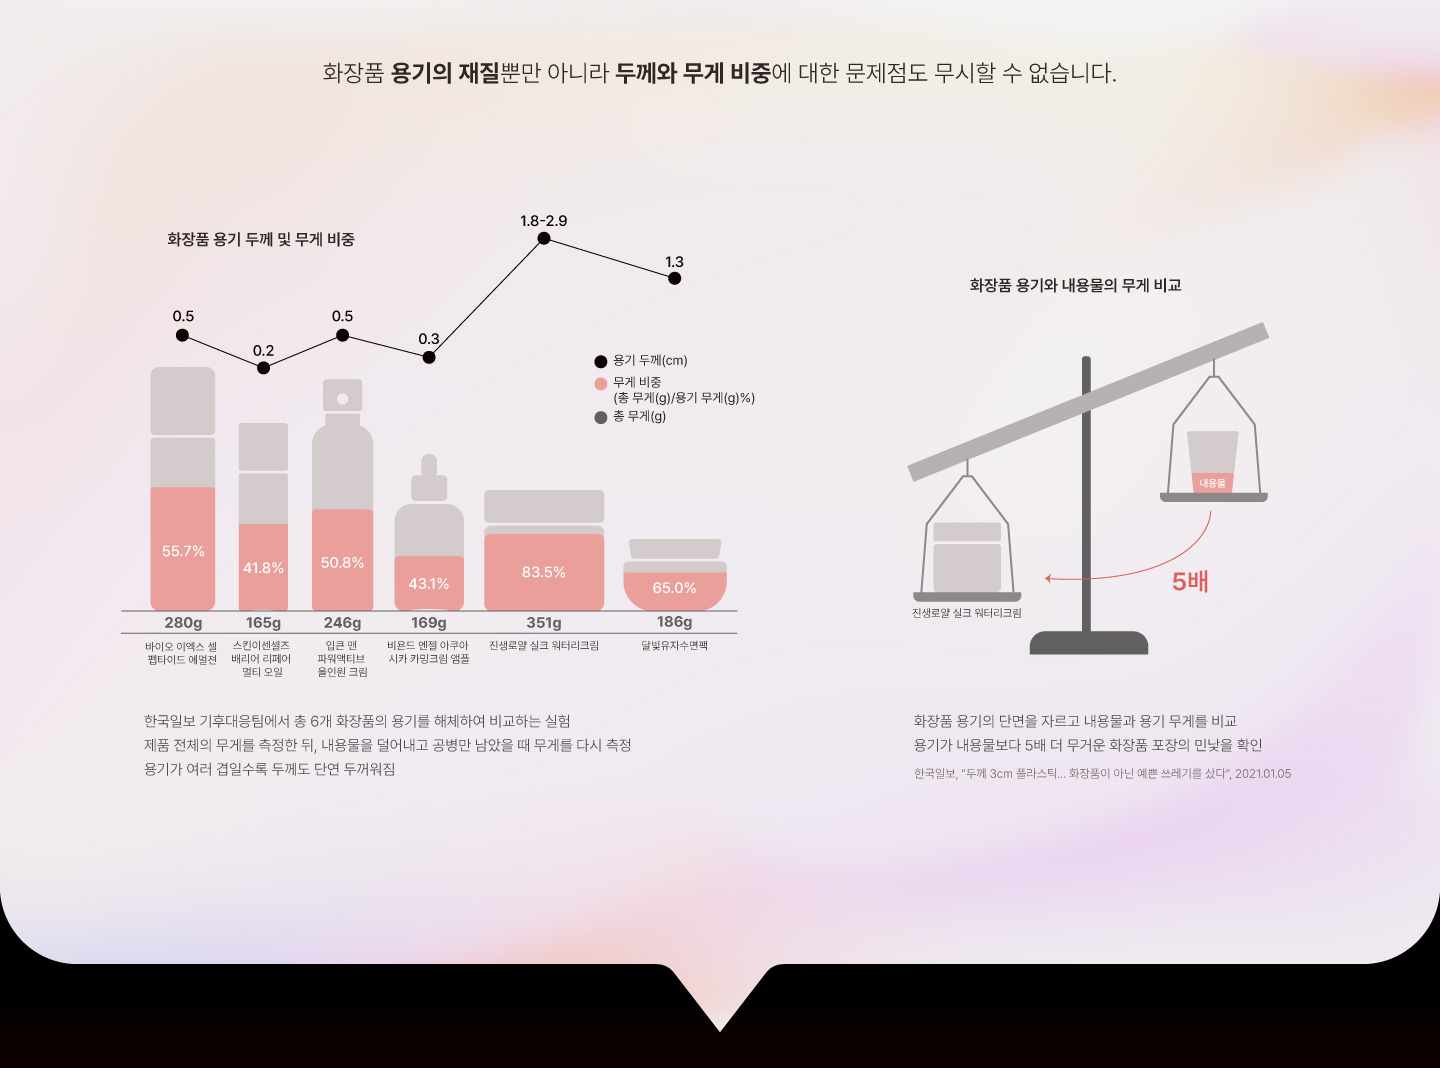 화장품 용기의 재질뿐만 아니라 두께와 무게 비중에 대한 문제점도 무시할 수 없습니다.
화장품 용기 두께 및 무게 비중
0.5
0.2
0.5
0.3
1.8-2.9
1.3
용기 두께(cm)
무게 비중
(총 무게(g)/용기 무게(g)%)
총 무게(g)
55.7%
41.8%
50.8%
43.1%
83.5%
65.0%
280g
165g
246g
169g
351g
186g
바이오 이엑스 셀
펩타이드 에멀젼
스킨이센셜즈
배리어 리페어
멀티 오일
입큰 맨
파워액티브
올인원 크림
비욘드 엔젤 아쿠아
시카 카밍크림 앰플
진생로얄 실크 워터리크림
달빛유자수면팩
한국일보 기후대응팀에서 총 6개 화장품의 용기를 해체하여 비교하는 실험
제품 전체의 무게를 측정한 뒤, 내용물을 덜어내고 공병만 남았을 때 무게를 다시 측정
용기가 여러 겹일수록 두께도 단연 두꺼워짐
화장품 용기와 내용물의 무게 비교
내용물
5배
진생로얄 실크 워터리크림
화장품 용기의 단면을 자르고 내용물과 용기 무게를 비교
용기가 내용물보다 5배 더 무거운 화장품 포장의 민낯을 확인
한국일보, "두께 3cm 플라스틱... 화장품이 아닌 예쁜 쓰레기를 샀다", 2021.01.05